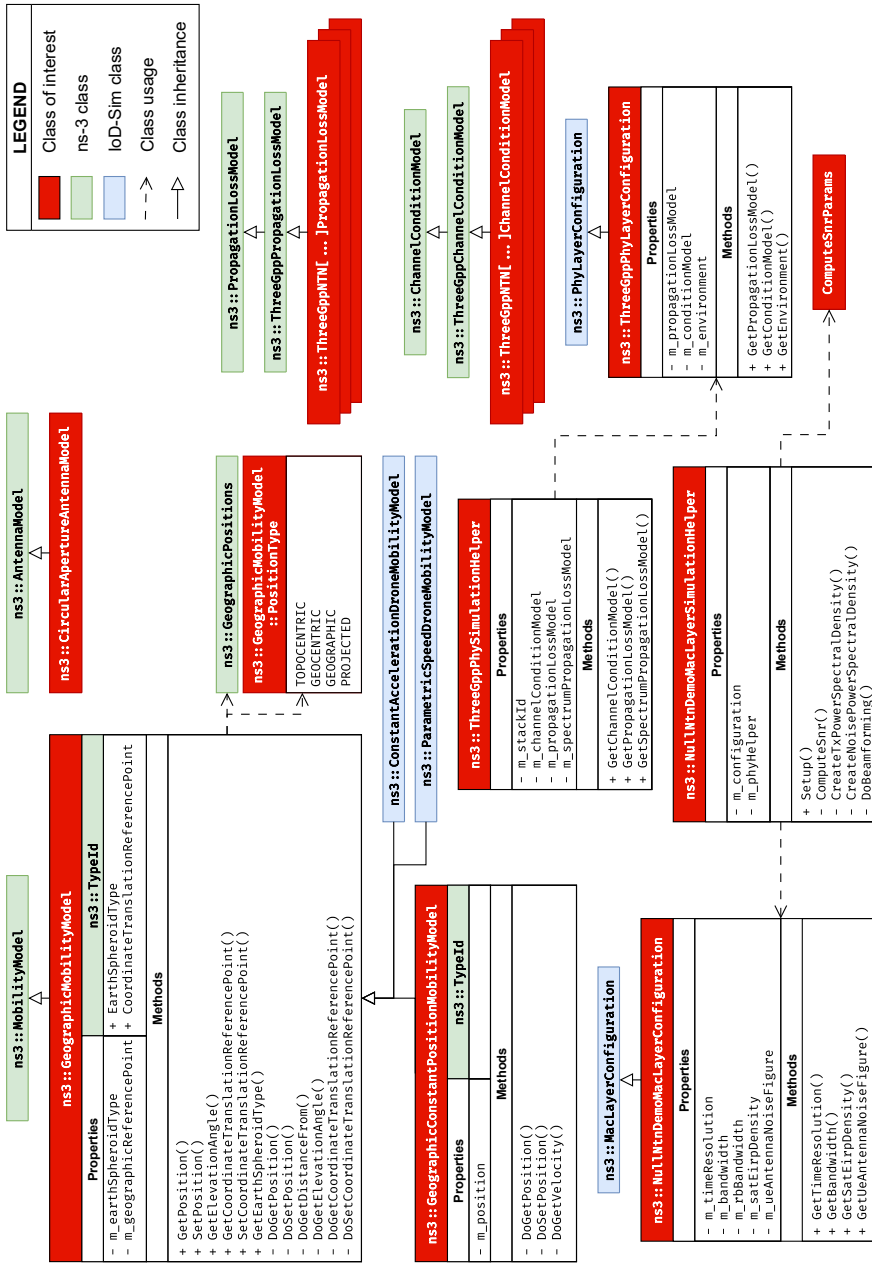 ns3::MobilityModel
ns3::GeographicMobilityModel
Properties
ns3::TypeId
- m_earthSpheroidType
- m_geographicReferencePoint
+ EarthSpheroidType
+ CoordinateTranslationReferencePoint
Methods
+ GetPosition()
+ SetPosition()
+ GetElevationAngle()
+ GetCoordinateTranslationReferencePoint()
+ SetCoordinateTranslationReferencePoint()
+ GetEarthSpheroidType()
- DoGetPosition()
- DoSetPosition()
- DoGetDistanceFrom()
- DoGetElevationAngle()
- DoGetCoordinateTranslationReferencePoint()
- DoSetCoordinateTranslationReferencePoint()
ns3::AntennaModel
ns3::CircularApertureAntennaModel
ns3::GeographicPositions
ns3::GeographicMobilityModel
::PositionType
TOPOCENTRIC
GEOCENTRIC
GEOGRAPHIC
PROJECTED
LEGEND
Class of interest
ns-3 class
IoD-Sim class
Class usage
Class inheritance
ns3::PropagationLossModel
ns3::ThreeGppPropagationLossModel
ns3::ThreeGppNTN[ ... ]PropagationLossModel
ns3::ChannelConditionModel
ns3::ThreeGppChannelConditionModel
ns3::ThreeGppNTN[ ... ]ChannelConditionModel
ns3::ConstantAccelerationDroneMobilityModel
ns3::ParametricSpeedDroneMobilityModel
ns3::GeographicConstantPositionMobilityModel
Properties
ns3::TypeId
- m_position
Methods
- DoGetPosition()
- DoSetPosition()
- DoGetVelocity()
ns3::ThreeGppPhySimulationHelper
Properties
- m_stackId
- m_channelConditionModel
- m_propagationLossModel
- m_spectrumPropagationLossModel
Methods
+ GetChannelConditionModel()
+ GetPropagationLossModel()
+ GetSpectrumPropagationLossModel()
ns3::PhyLayerConfiguration
ns3::ThreeGppPhyLayerConfiguration
Properties
- m_propagationLossModel
- m_conditionModel
- m_environment
Methods
+ GetPropagationLossModel()
+ GetConditionModel()
+ GetEnvironment()
ns3::MacLayerConfiguration
ns3::NullNtnDemoMacLayerConfiguration
Properties
- m_timeResolution
- m_bandwidth
- m_rbBandwidth
- m_satEirpDensity
- m_ueAntennaNoiseFigure
Methods
+ GetTimeResolution()
+ GetBandwidth()
+ GetSatEirpDensity()
+ GetUeAntennaNoiseFigure()
ns3::NullNtnDemoMacLayerSimulationHelper
Properties
- m_configuration
- m_phyHelper
Methods
+ Setup()
- ComputeSnr()
- CreateTxPowerSpectralDensity()
- CreateNoisePowerSpectralDensity()
- DoBeamforming()
ComputeSnrParams